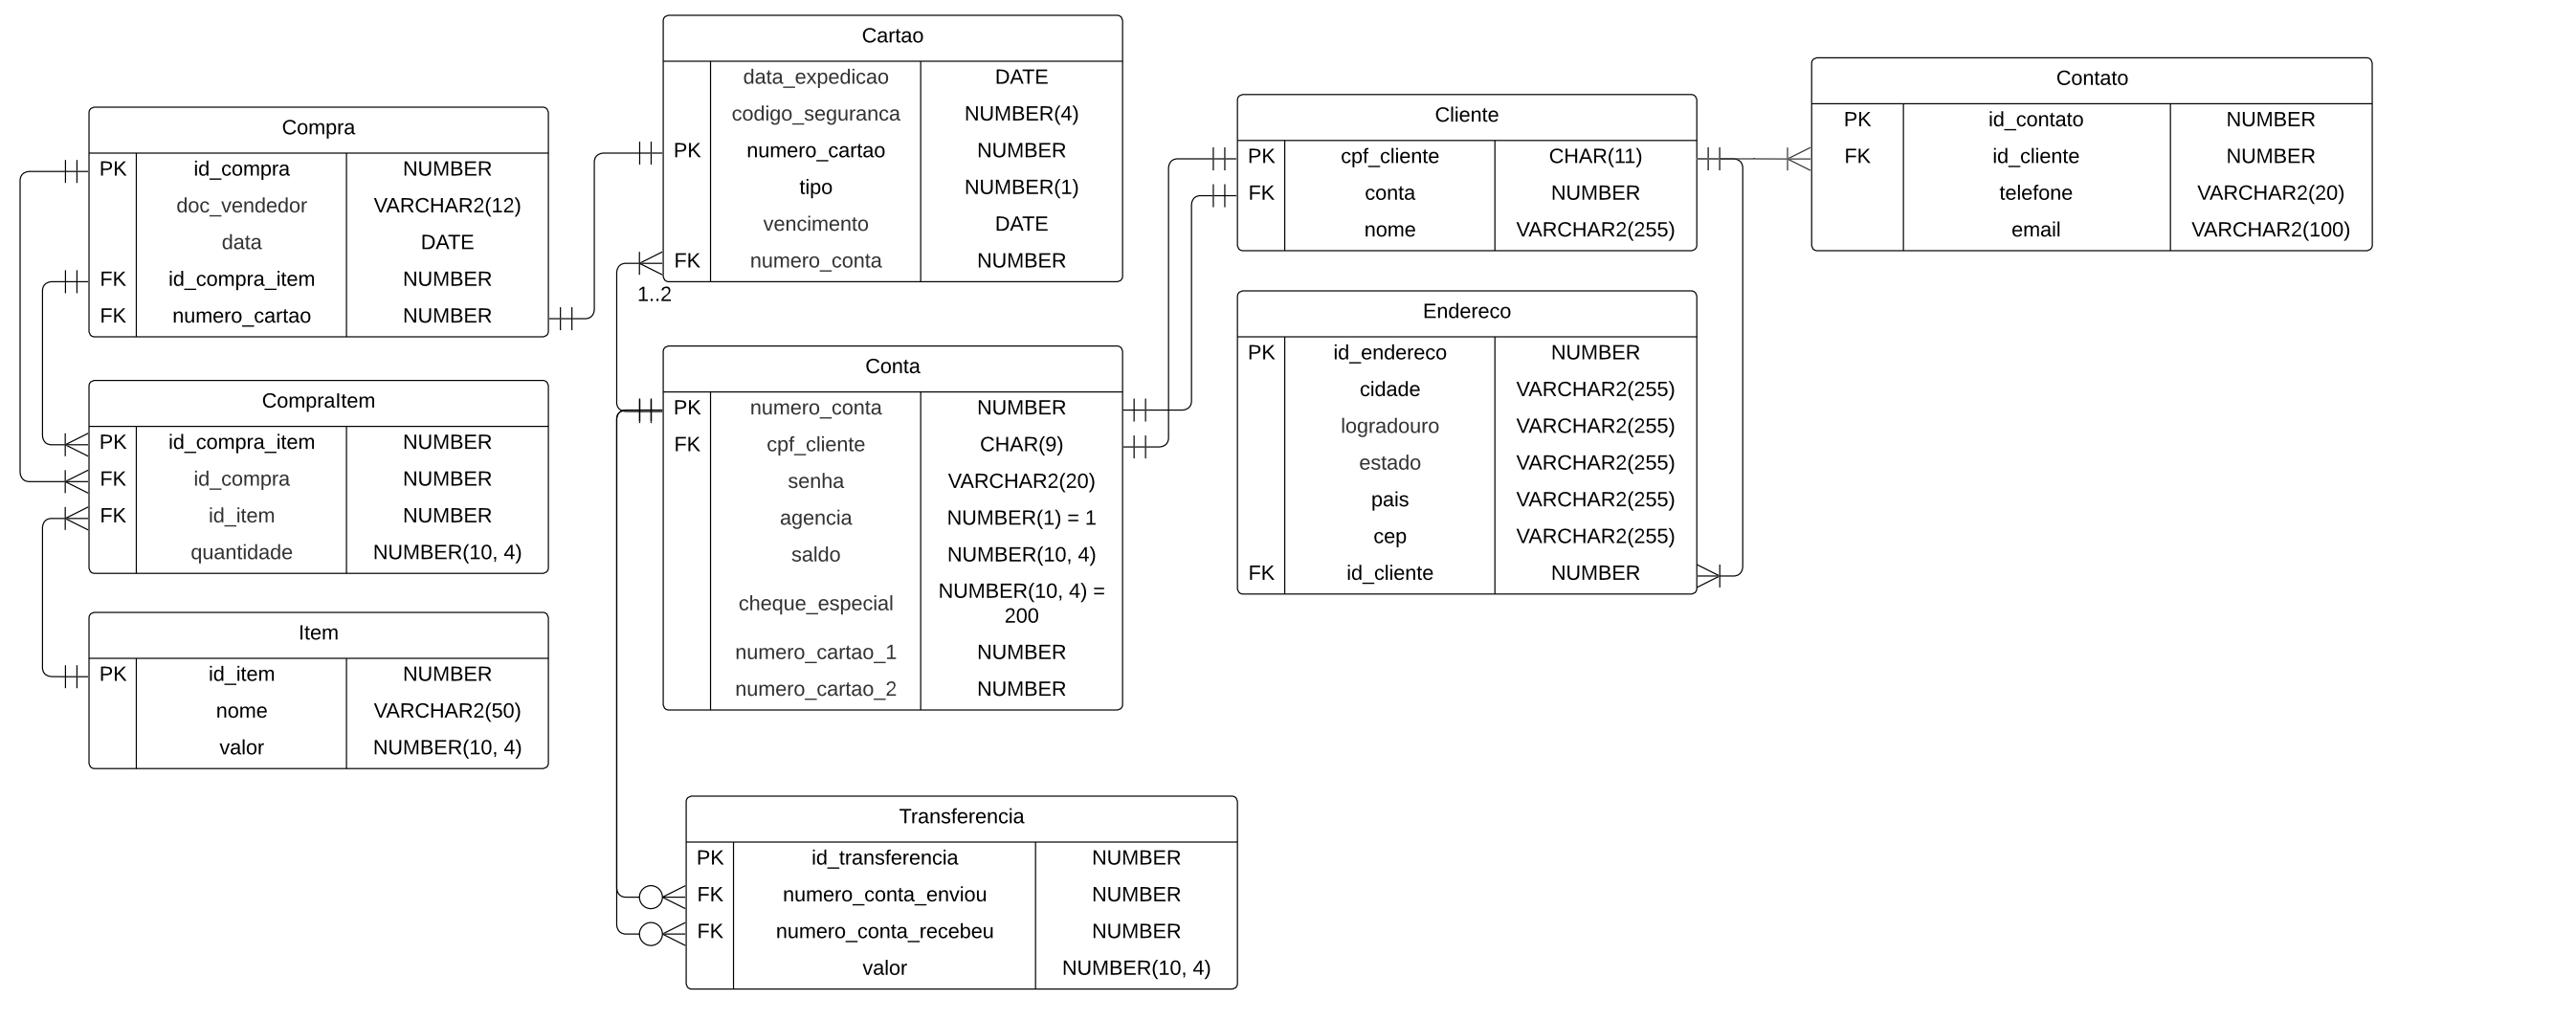 Compra
PK id_compra NUMBER
doc_vendedor VARCHAR2(12)
data DATE
FK id_compra_item NUMBER
FK numero_cartao NUMBER
CompraItem
PK id_compra_item NUMBER
FK id_compra NUMBER
FK id_item NUMBER
quantidade NUMBER(10, 4)
Item
PK id_item NUMBER
nome VARCHAR2(50)
valor NUMBER(10, 4)
Cartao
data_expedicao DATE
codigo_seguranca NUMBER(4)
PK numero_cartao NUMBER
tipo NUMBER(1)
vencimento DATE
FK numero_conta NUMBER
1..2
Conta
PK numero_conta NUMBER
FK cpf_cliente CHAR(9)
senha VARCHAR2(20)
agencia NUMBER(1) = 1
saldo NUMBER(10, 4)
cheque_especial NUMBER(10, 4) =
200
numero_cartao_1 NUMBER
numero_cartao_2 NUMBER
Transferencia
PK id_transferencia NUMBER
FK numero_conta_enviou NUMBER
FK numero_conta_recebeu NUMBER
valor NUMBER(10, 4)
Cliente
PK cpf_cliente CHAR(11)
FK conta NUMBER
nome VARCHAR2(255)
Endereco
PK id_endereco NUMBER
cidade VARCHAR2(255)
logradouro VARCHAR2(255)
estado VARCHAR2(255)
pais VARCHAR2(255)
cep VARCHAR2(255)
FK id_cliente NUMBER
Contato
PK id_contato NUMBER
FK id_cliente NUMBER
telefone VARCHAR2(20)
email VARCHAR2(100)